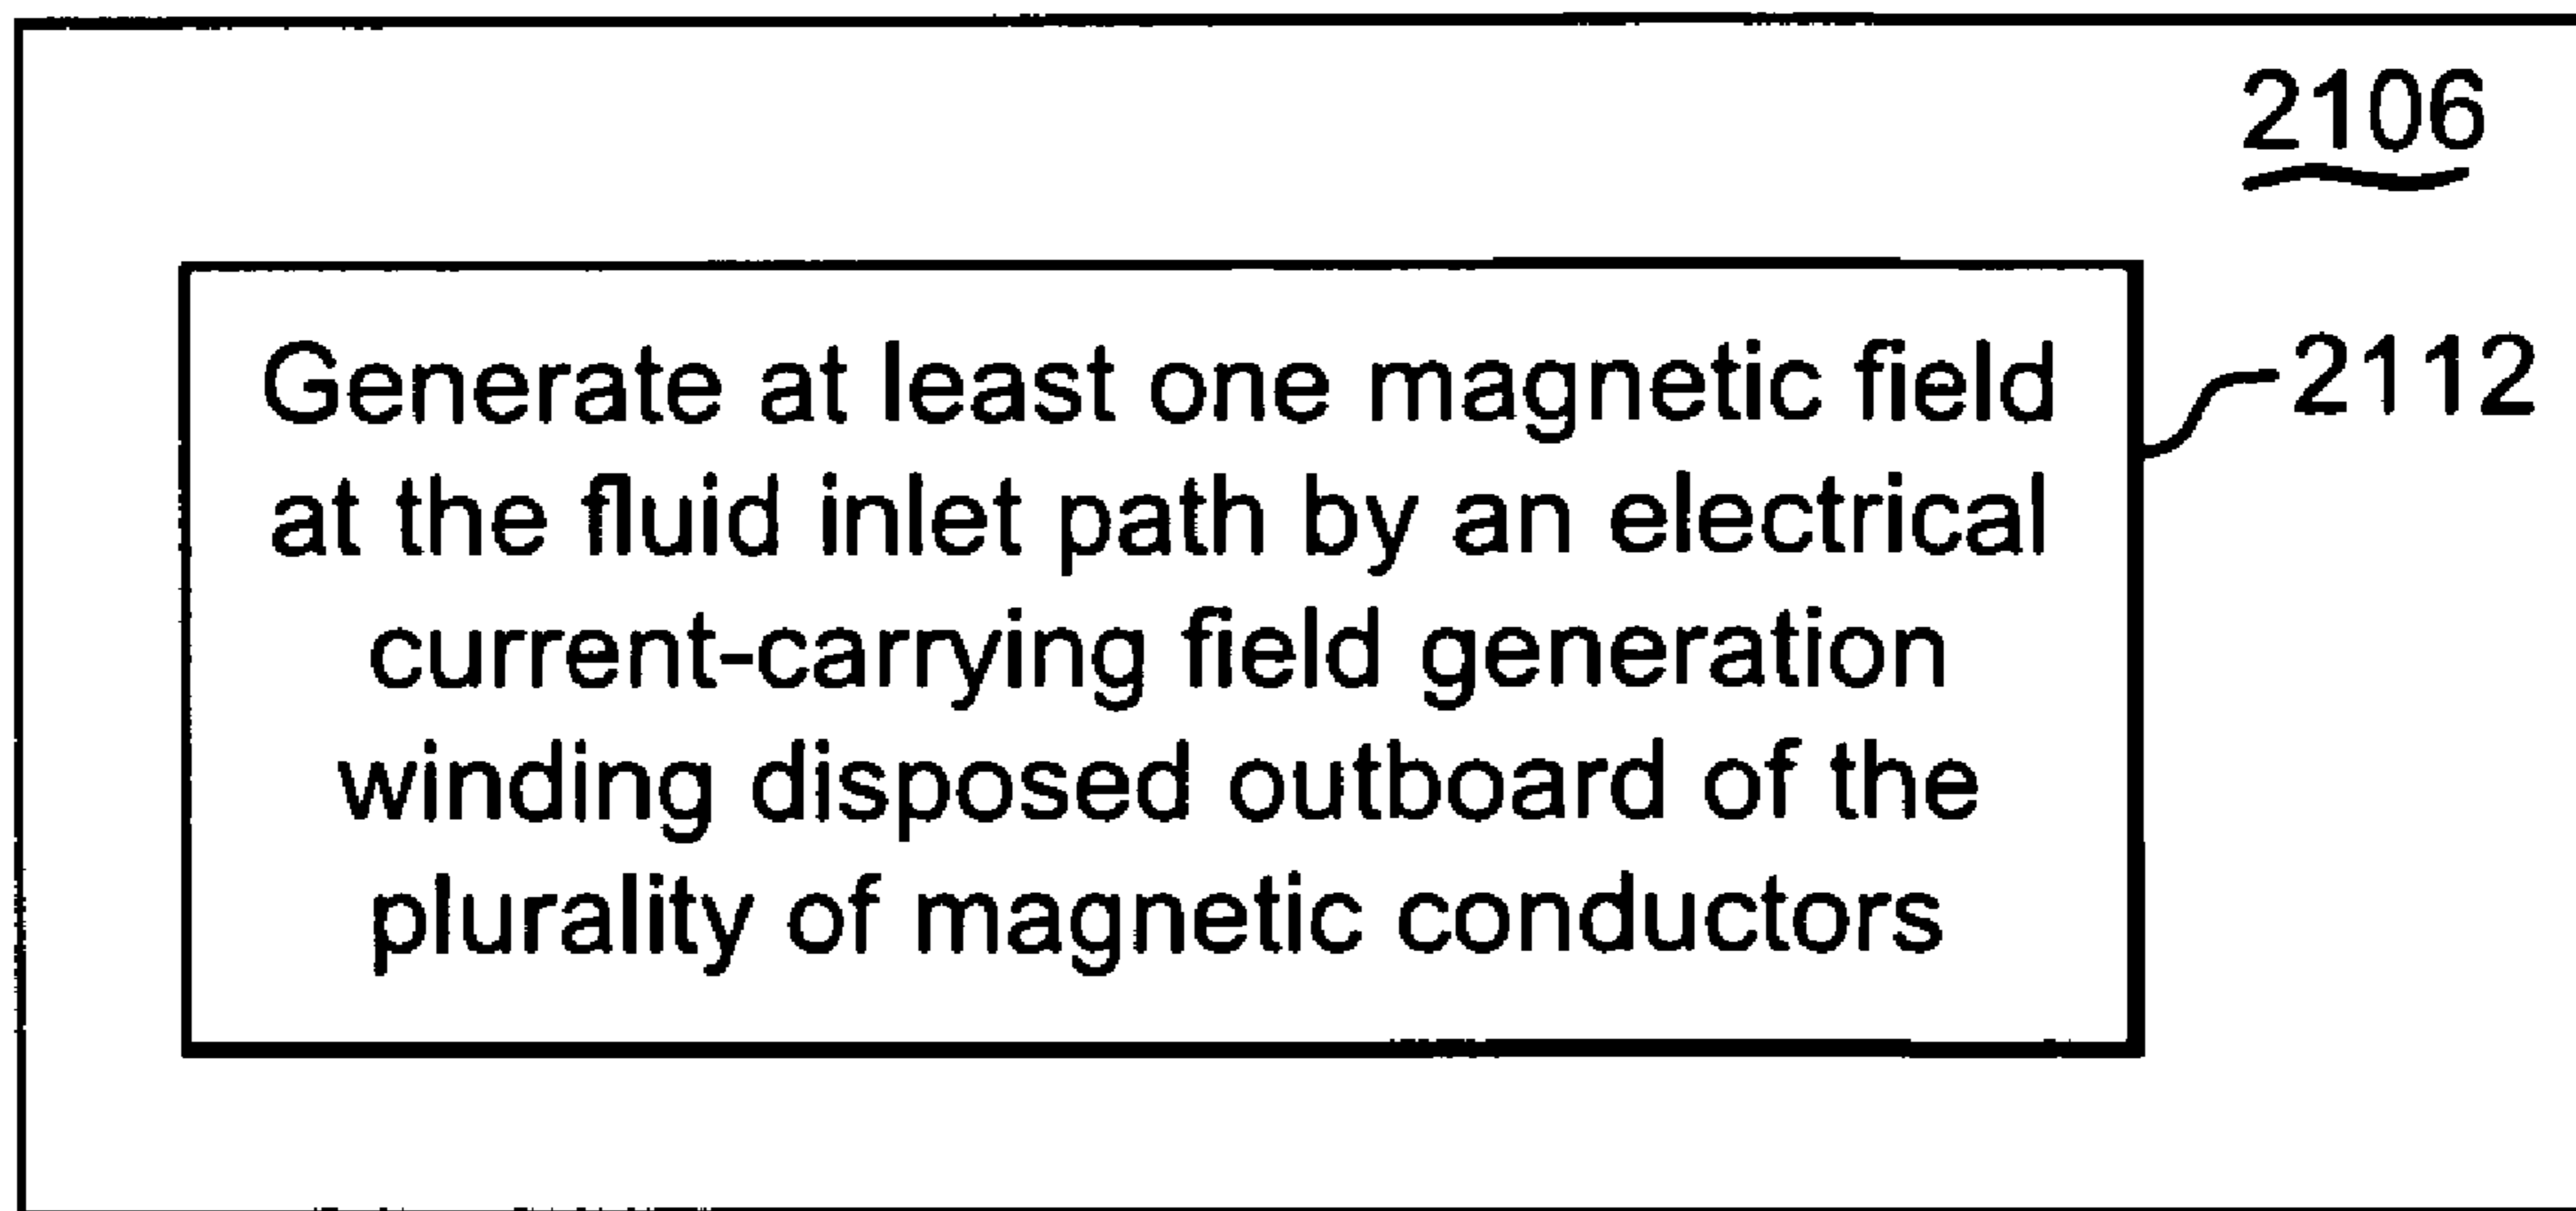 2106
Generate at least one magnetic field
2112
at the fluid inlet path by an electrical
current-carrying field generation
winding disposed outboard of the
plurality of magnetic conductors